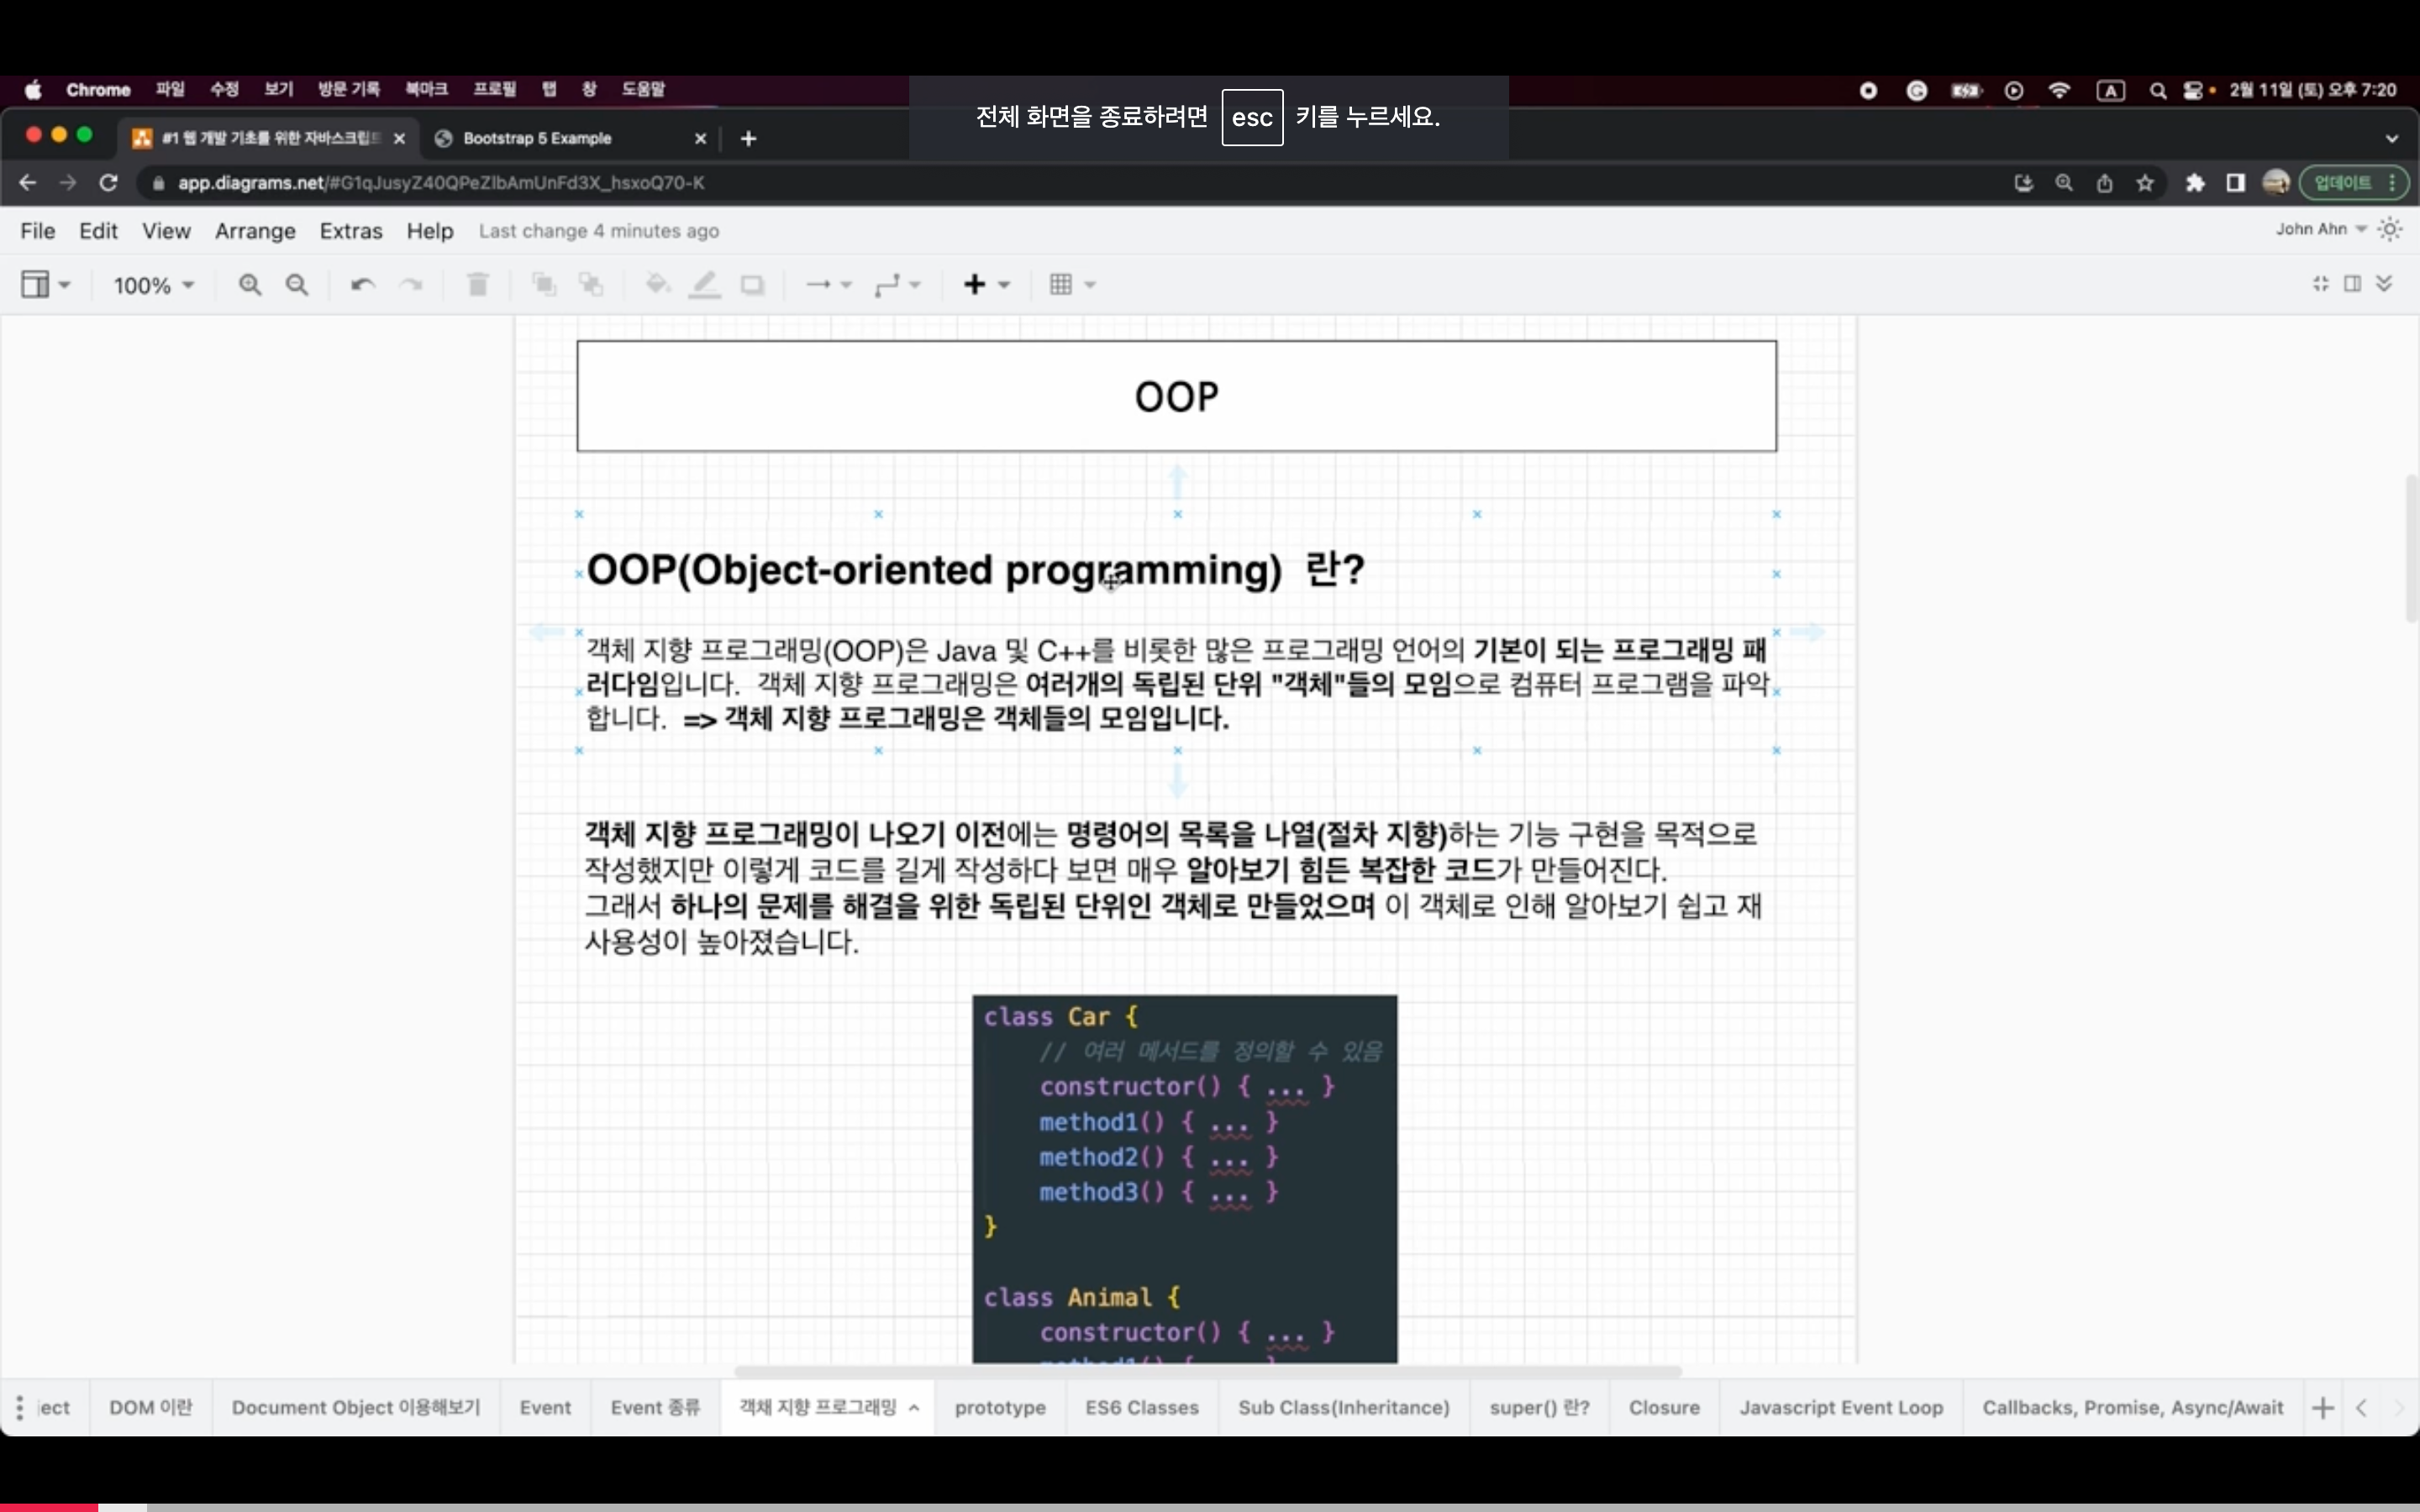 Chrome 파일 수정 보기 방문 기록 북마크 프로필 탭 창 도움말
A 2월 11일 (토) 오후 7:20
전체 화면을 종료하려면 esc 키를 누르세요.
#1 웹 개발 기초를 위한 자바스크립트
Bootstrap 5 Example
app.diagrams.net/#G1qJusyZ40QPeZlbAmUnFd3X_hsxoQ70-K
업데이트
File Edit View Arrange Extras Help Last change 4 minutes ago
John Ahn
100%
OOP
OOP(Object-oriented programming) 란?
객체 지향 프로그래밍(OOP)은 Java 및 C++를 비롯한 많은 프로그래밍 언어의 기본이 되는 프로그래밍 패
러다임입니다. 객체 지향 프로그래밍은 여러개의 독립된 단위 "객체"들의 모임으로 컴퓨터 프로그램을 파악
합니다. => 객체 지향 프로그래밍은 객체들의 모임입니다.
객체 지향 프로그래밍이 나오기 이전에는 명령어의 목록을 나열(절차 지향)하는 기능 구현을 목적으로
작성했지만 이렇게 코드를 길게 작성하다 보면 매우 알아보기 힘든 복잡한 코드가 만들어진다.
그래서 하나의 문제를 해결을 위한 독립된 단위인 객체로 만들었으며 이 객체로 인해 알아보기 쉽고 재
사용성이 높아졌습니다.
class Car {
// 여러 메서드를 정의할 수 있음
constructor() { ... }
method1() { ... }
method2() { ... }
method3() { ... }
}
class Animal {
constructor() { ... }
ject DOM 이란 Document Object 이용해보기 Event Event 종류 객체 지향 프로그래밍 prototype ES6 Classes Sub Class(Inheritance) super() 란? Closure Javascript Event Loop Callbacks, Promise, Async/Await